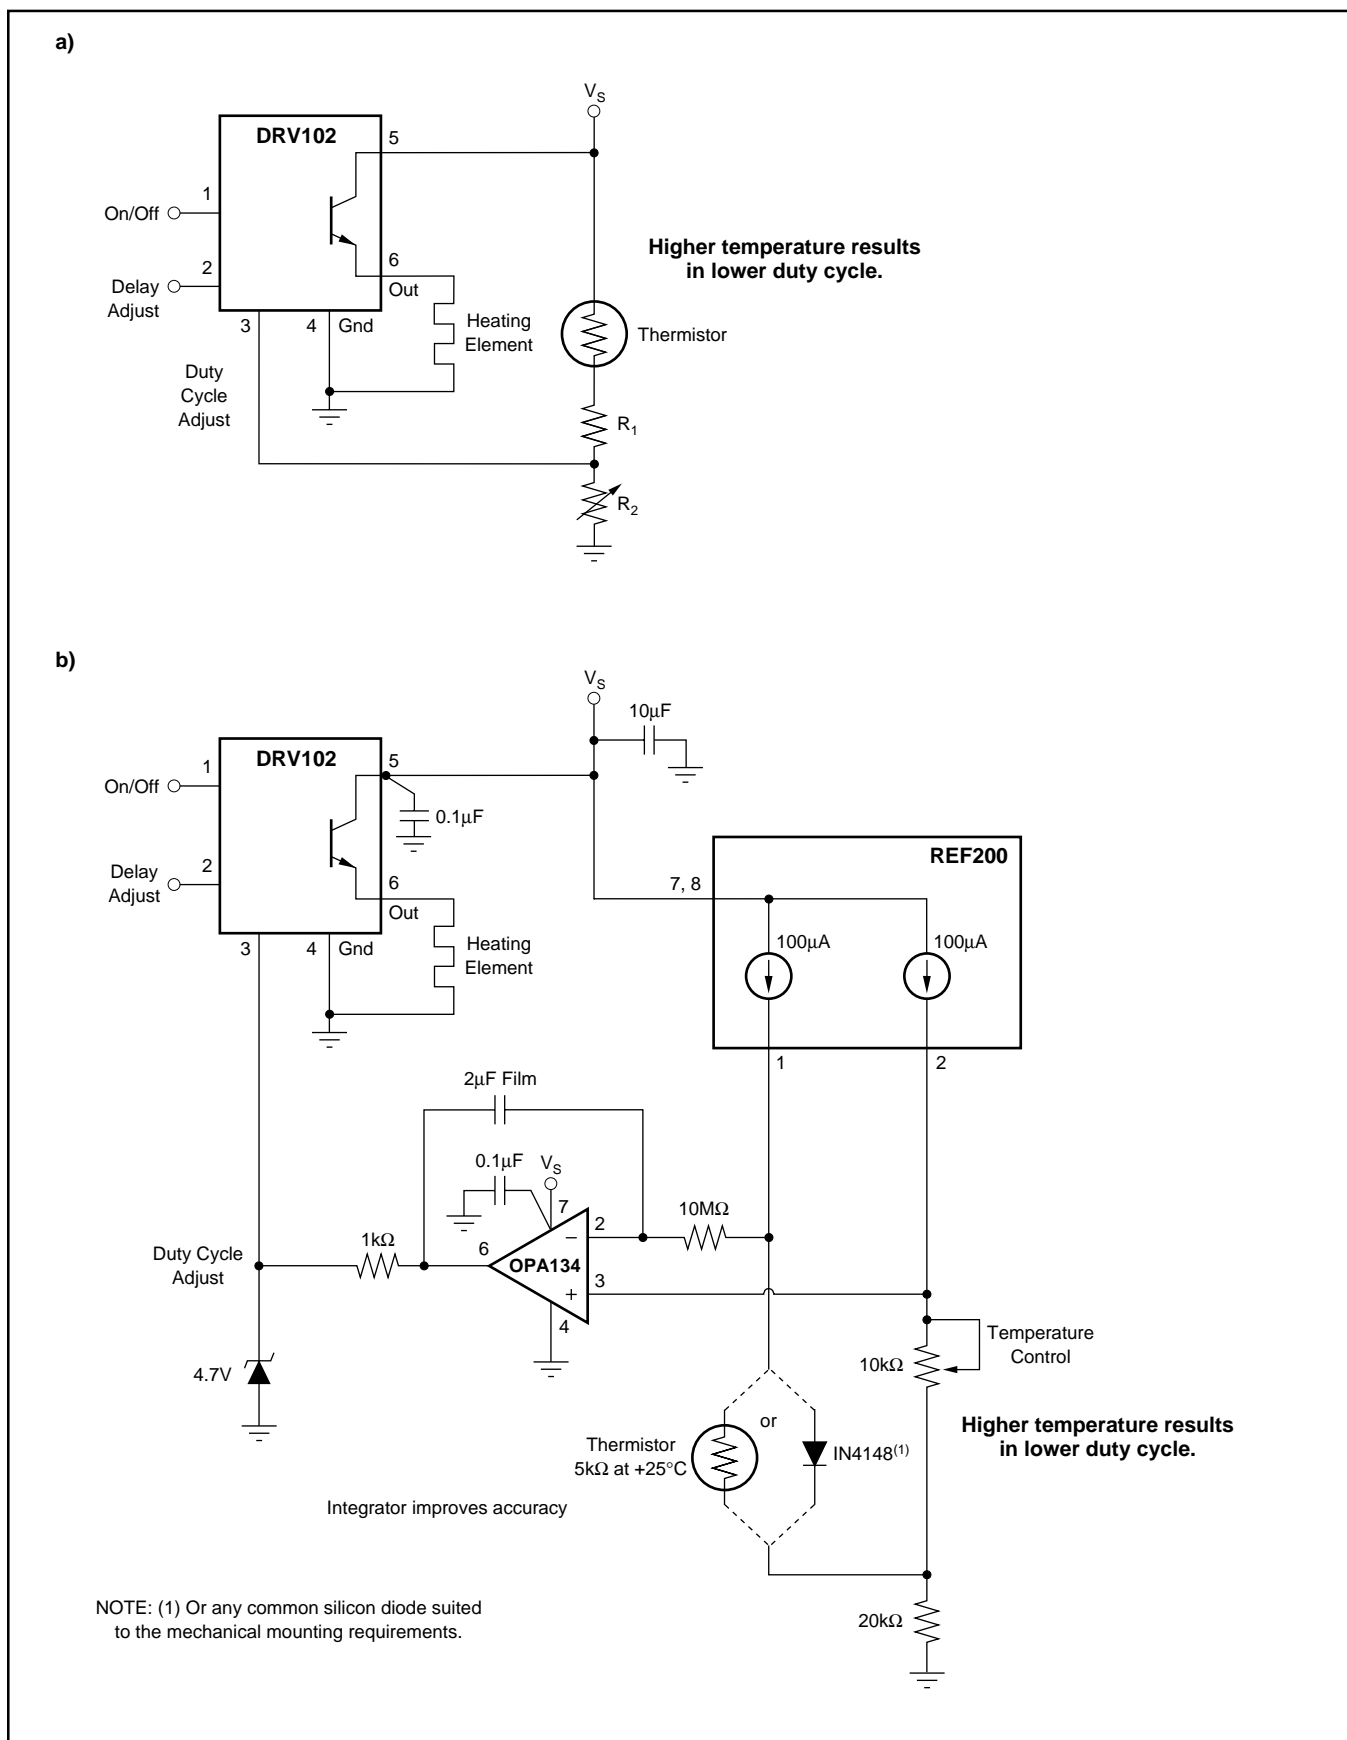 a)
V_S
DRV102
5
1
On/Off
6
Out
2
Delay
Adjust
3
4
Gnd
Heating
Element
Duty
Cycle
Adjust
Higher temperature results
in lower duty cycle.
Thermistor
R_1
R_2
b)
V_S
10µF
DRV102
5
1
On/Off
0.1µF
2
Delay
Adjust
6
Out
3
4
Gnd
Heating
Element
REF200
7, 8
100µA
100µA
1
2
2µF Film
0.1µF
V_S
7
10MΩ
2
–
1kΩ
6
OPA134
3
+
4
Duty Cycle
Adjust
4.7V
Temperature
Control
10kΩ
or
Thermistor
5kΩ at +25°C
IN4148(1)
Higher temperature results
in lower duty cycle.
Integrator improves accuracy
20kΩ
NOTE: (1) Or any common silicon diode suited
to the mechanical mounting requirements.